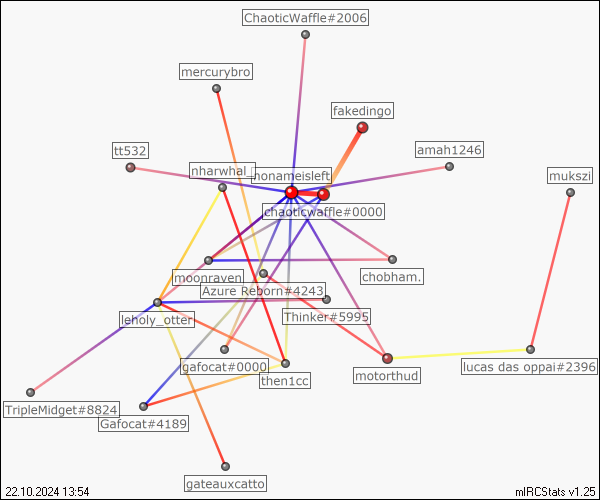 ChaoticWaffle#2006
mercurybro
fakedingo
tt532
amah1246
nharwhal_
nonameisleft
mukszi
chaoticwaffle#0000
moonraven
chobham.
Azure Reborn#4243
leholy_otter
Thinker#5995
gafocat#0000
lucas das oppai#2396
then1cc
motorthud
TripleMidget#8824
Gafocat#4189
gateauxcatto
22.10.2024 13:54
mIRCStats v1.25